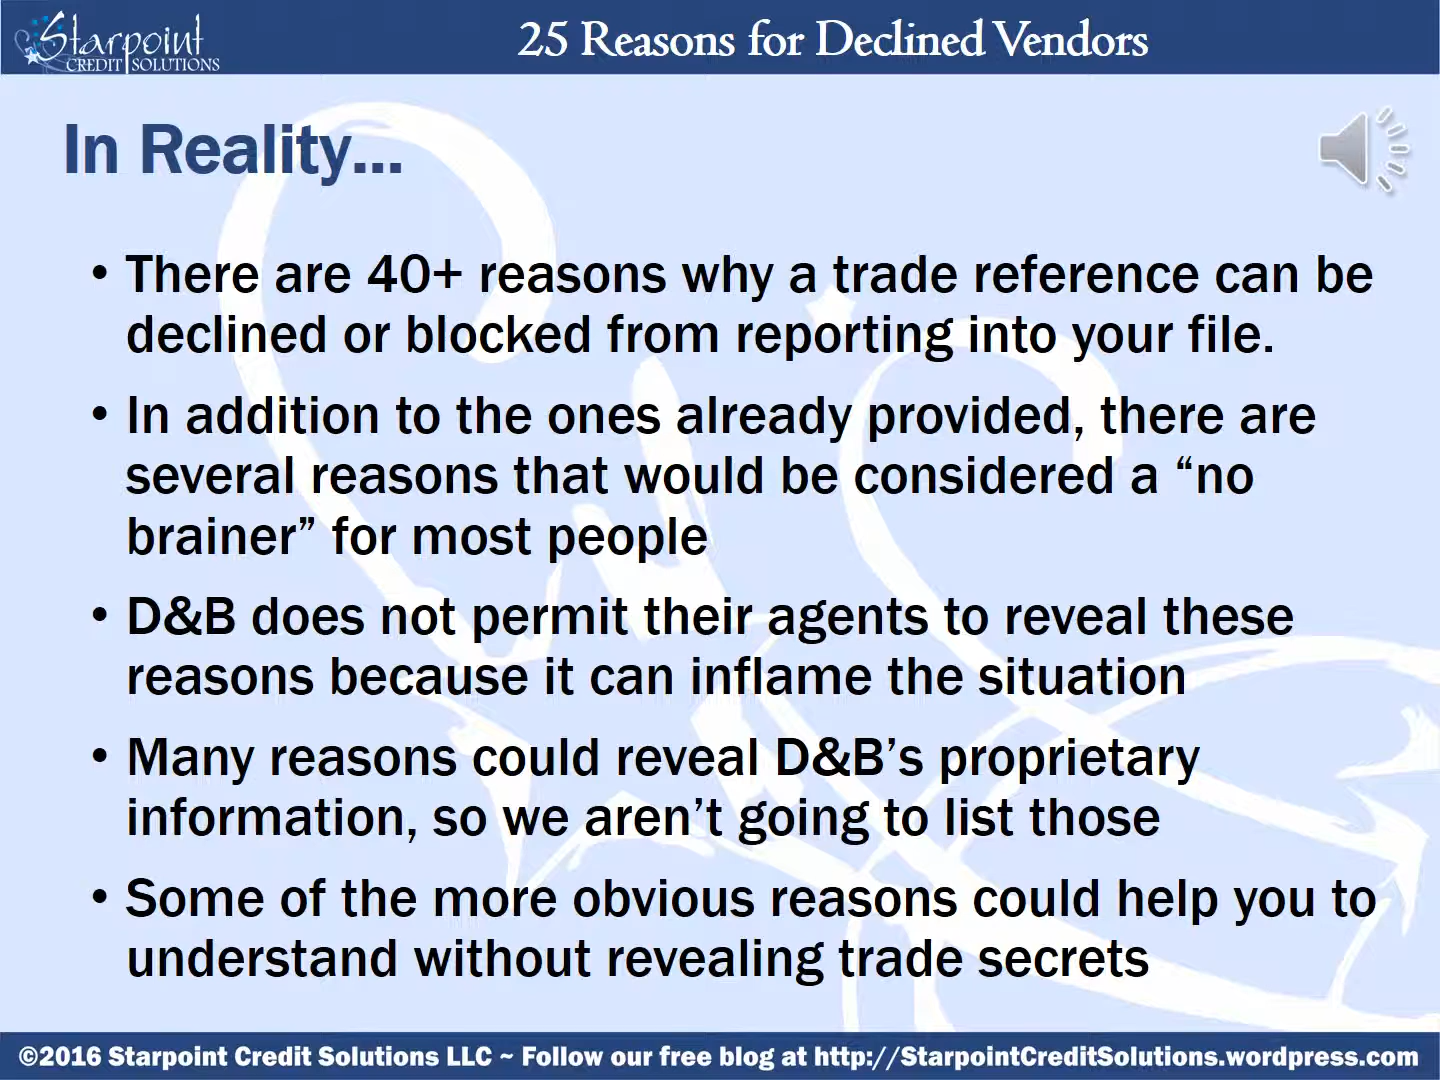 Starpoint
CREDIT SOLUTIONS
25 Reasons for Declined Vendors
In Reality...
• There are 40+ reasons why a trade reference can be
declined or blocked from reporting into your file.
• In addition to the ones already provided, there are
several reasons that would be considered a “no
brainer” for most people
• D&B does not permit their agents to reveal these
reasons because it can inflame the situation
• Many reasons could reveal D&B’s proprietary
information, so we aren’t going to list those
• Some of the more obvious reasons could help you to
understand without revealing trade secrets
©2016 Starpoint Credit Solutions LLC ~ Follow our free blog at http://StarpointCreditSolutions.wordpress.com